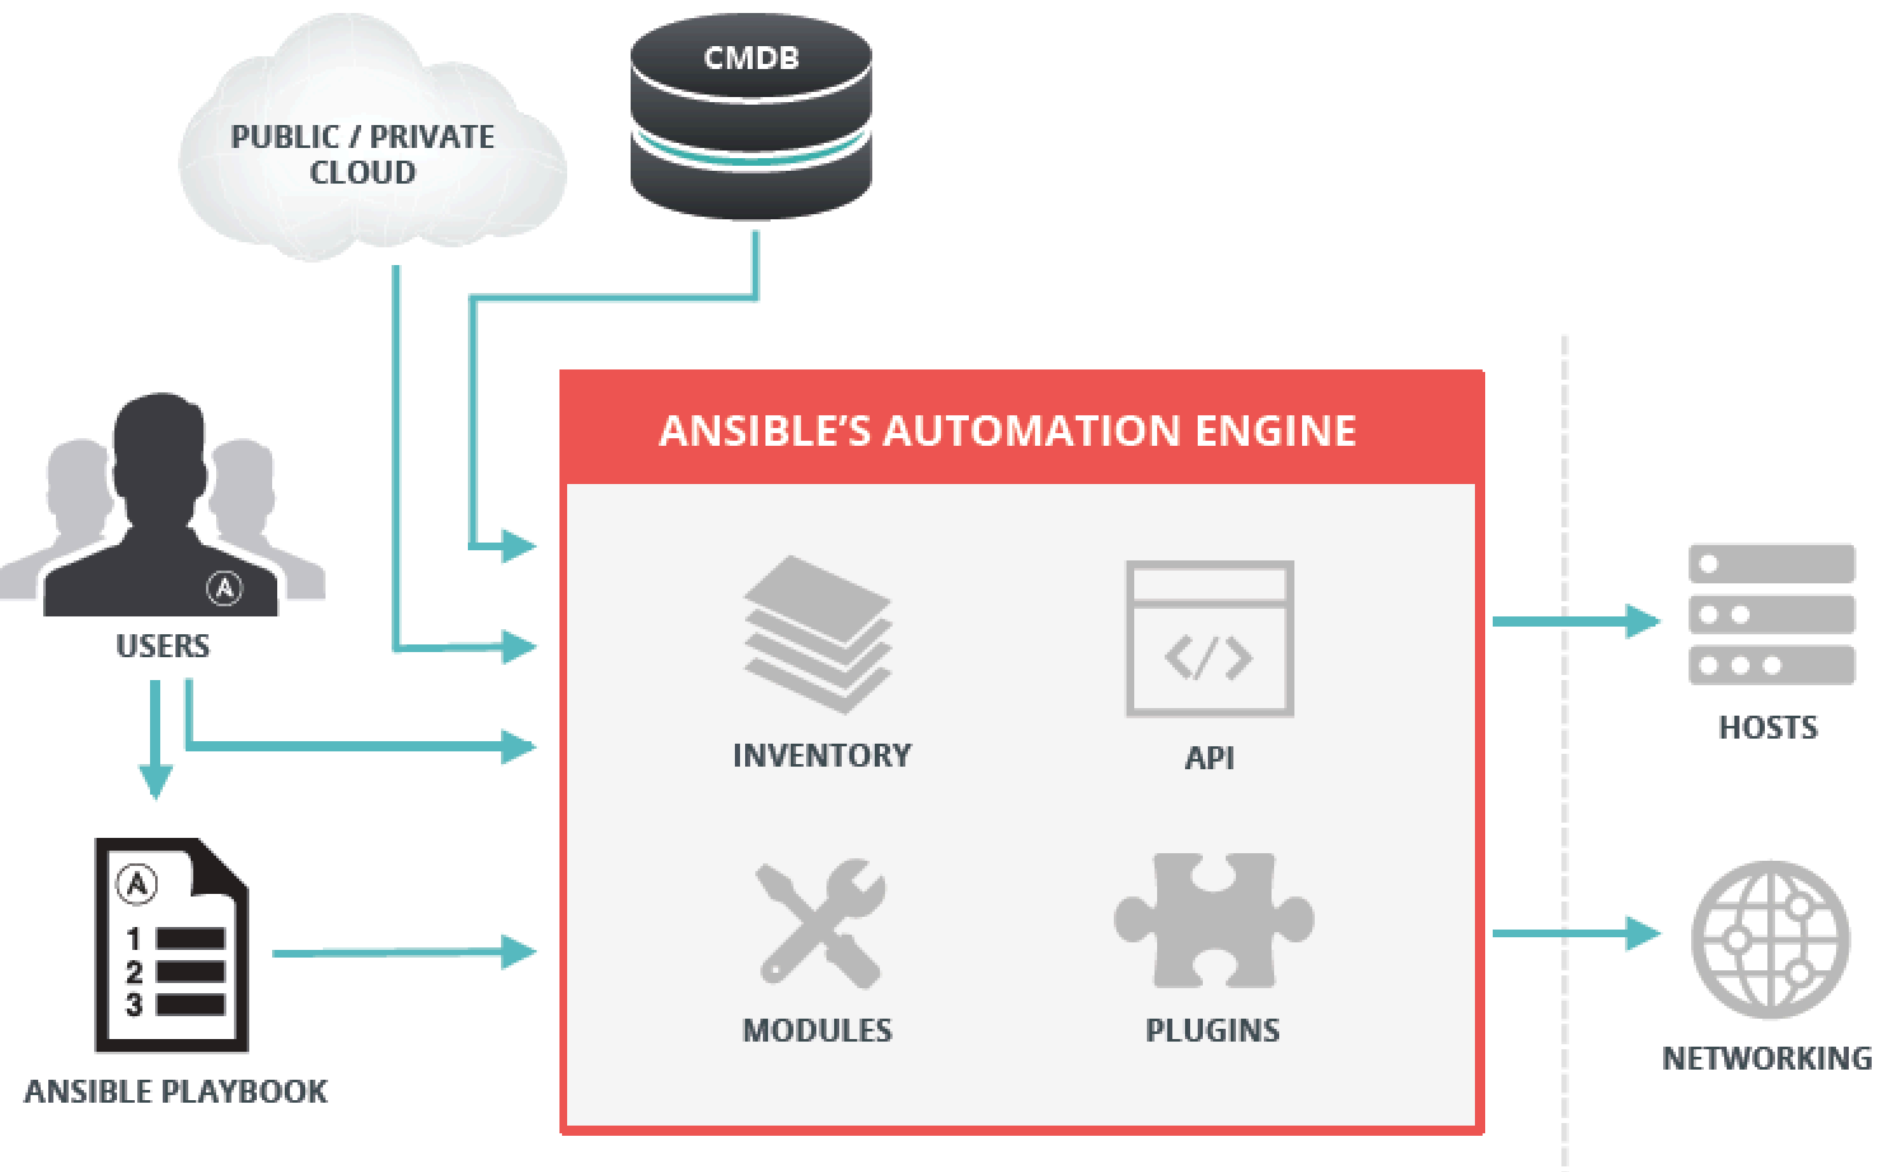 PUBLIC / PRIVATE
CLOUD
CMDB
ANSIBLE’S AUTOMATION ENGINE
A
USERS
INVENTORY
API
HOSTS
A
1
2
3
MODULES
PLUGINS
NETWORKING
ANSIBLE PLAYBOOK